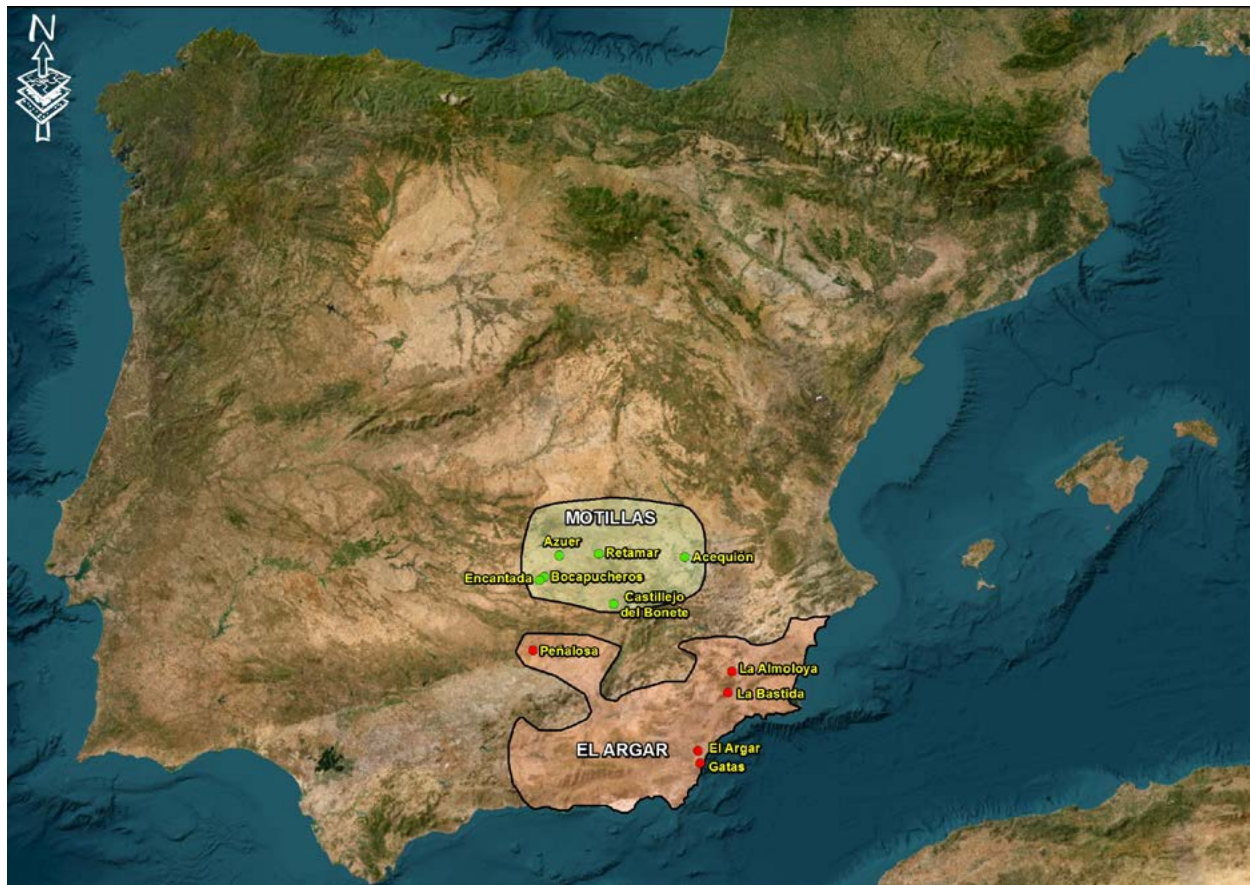 N
MOTILLAS
Azuer
Retamar
Acequión
Encantada
Bocapucheros
Castillejo
del Bonete
Peñalosa
La Almoloya
La Bastida
EL ARGAR
El Argar
Gatas